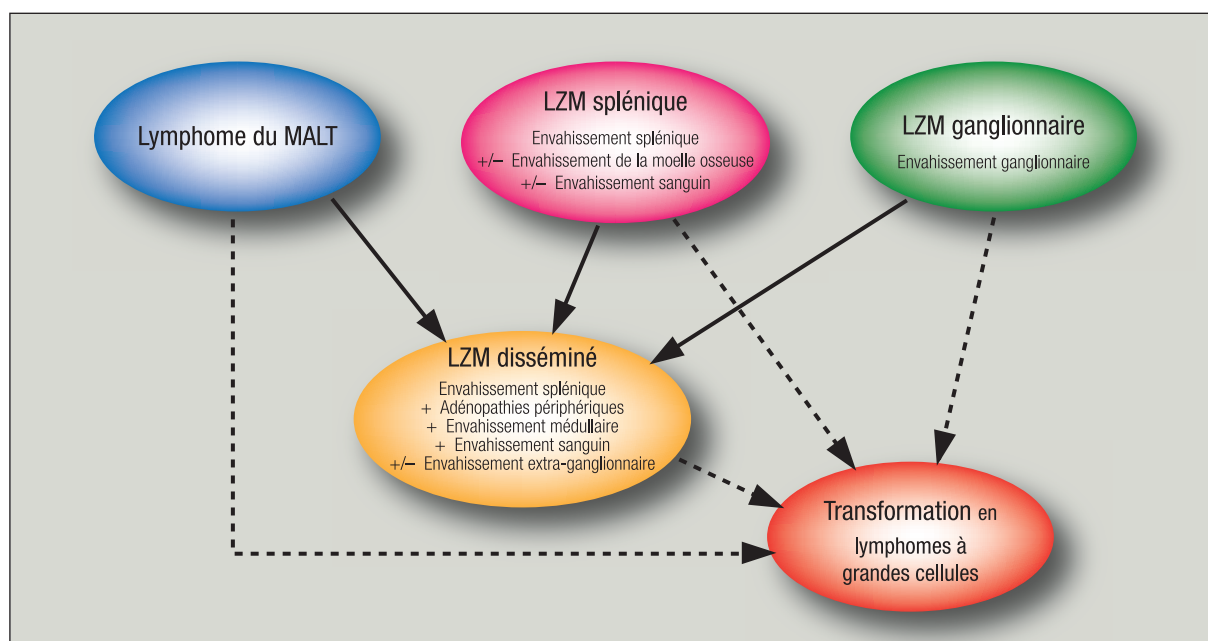 Lymphome du MALT
LZM splénique
Envahissement splénique
+/– Envahissement de la moelle osseuse
+/– Envahissement sanguin
LZM ganglionnaire
Envahissement ganglionnaire
LZM disséminé
Envahissement splénique
+ Adénopathies périphériques
+ Envahissement médullaire
+ Envahissement sanguin
+/– Envahissement extra-ganglionnaire
Transformation en
lymphomes à
grandes cellules